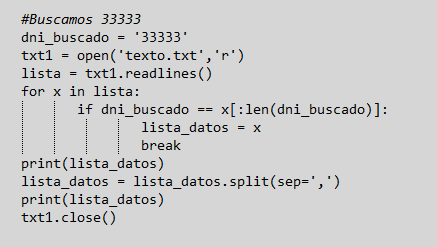 #Buscamos 33333
dni_buscado = '33333'
txt1 = open('texto.txt','r')
lista = txt1.readlines()
for x in lista:
        if dni_buscado == x[:len(dni_buscado)]:
                lista_datos = x
                break
print(lista_datos)
lista_datos = lista_datos.split(sep=',')
print(lista_datos)
txt1.close()